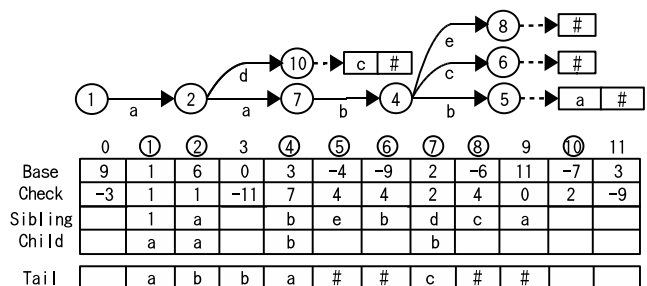 e 8 #
d 10 c # c 6 #
1 a 2 a 7 b 4 b 5 a #
0 1 2 3 4 5 6 7 8 9 10 11
Base 9 1 6 0 3 -4 -9 2 -6 11 -7 3
Check -3 1 1 -11 7 4 4 2 4 0 2 -9
Sibling 1 a b e b d c a
Child a a b b
Tail a b b a # # c # #